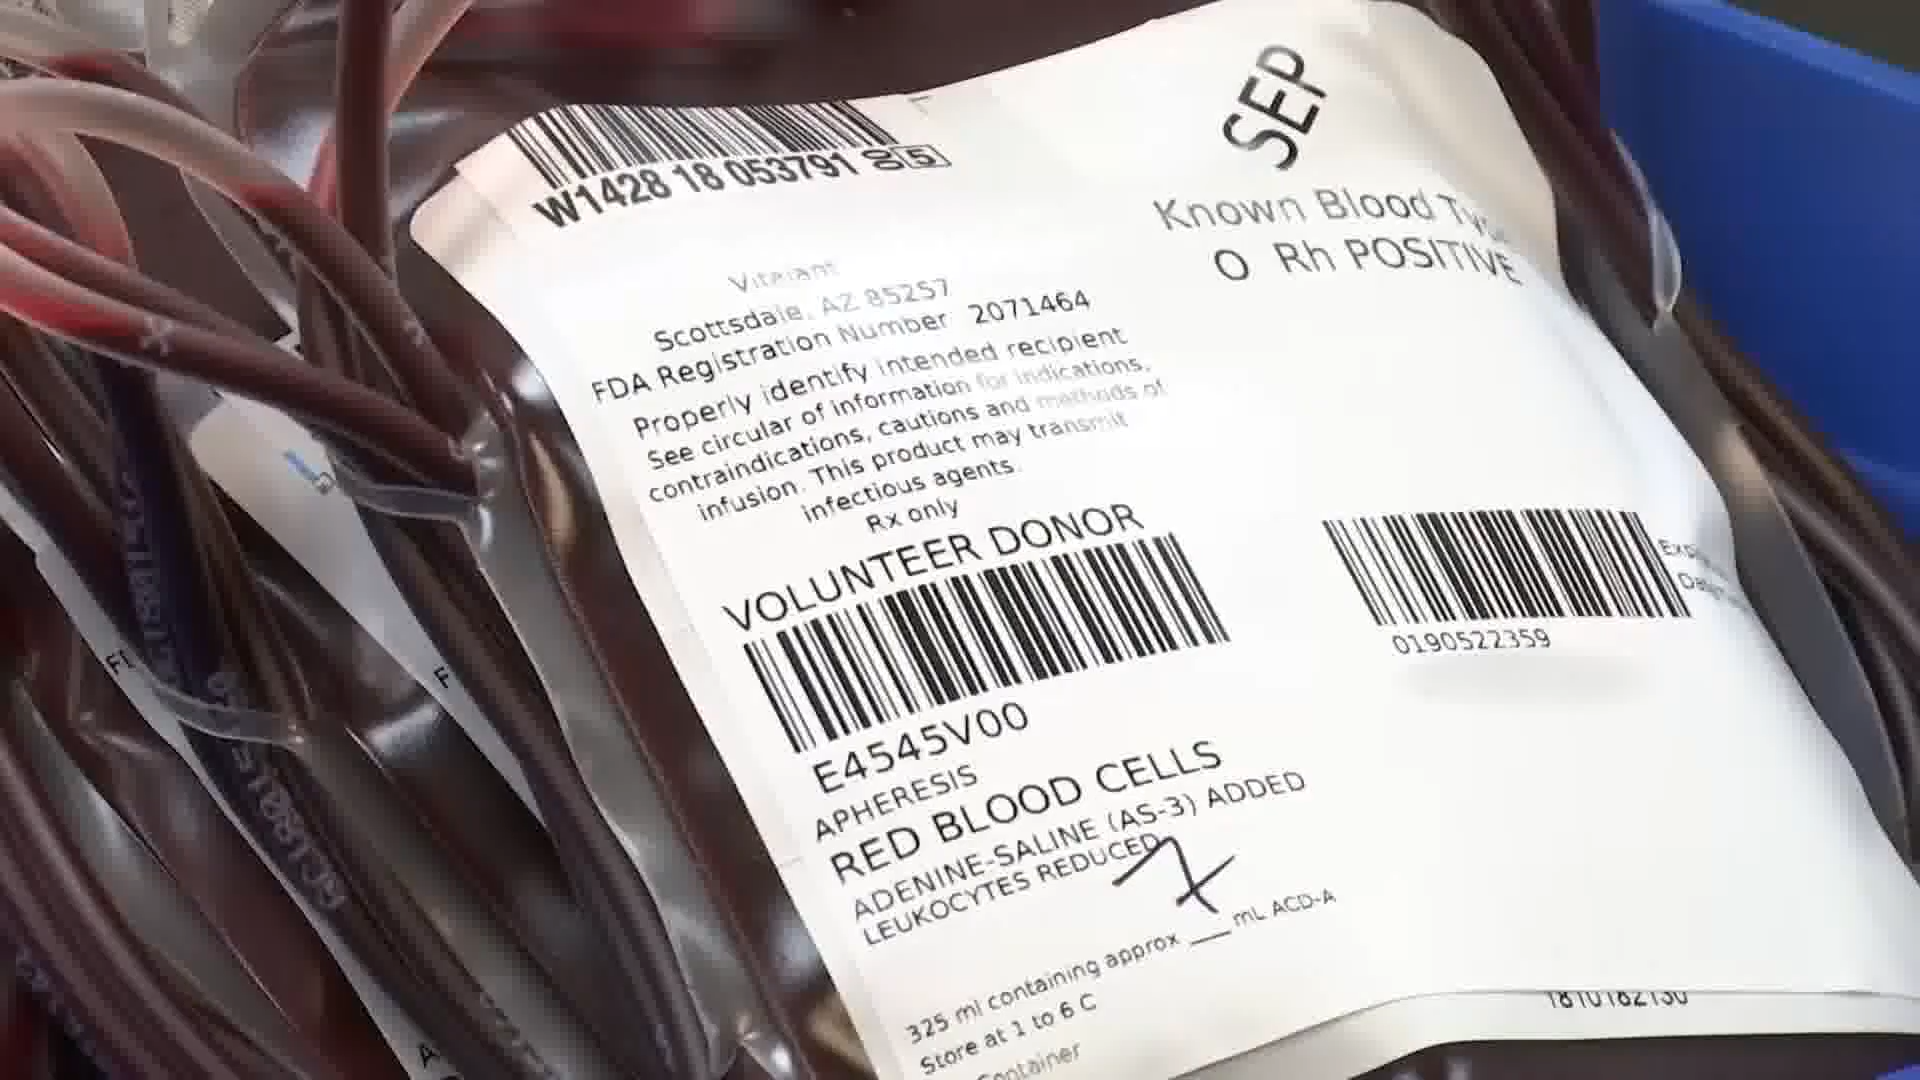 W1428 18 053791 00 5
SEP
Known Blood
O Rh POSITIVE
Vitalant
Scottsdale, AZ 85257
FDA Registration Number 2071464
Properly identify intended recipient
See circular of information for indications,
contraindications, cautions and methods of
infusion. This product may transmit
infectious agents.
Rx only
VOLUNTEER DONOR
E4545V00
0190522359
APHERESIS
RED BLOOD CELLS
ADENINE-SALINE (AS-3) ADDED
LEUKOCYTES REDUCED
325 ml containing approx ___ mL ACD-A
Store at 1 to 6 C
Container